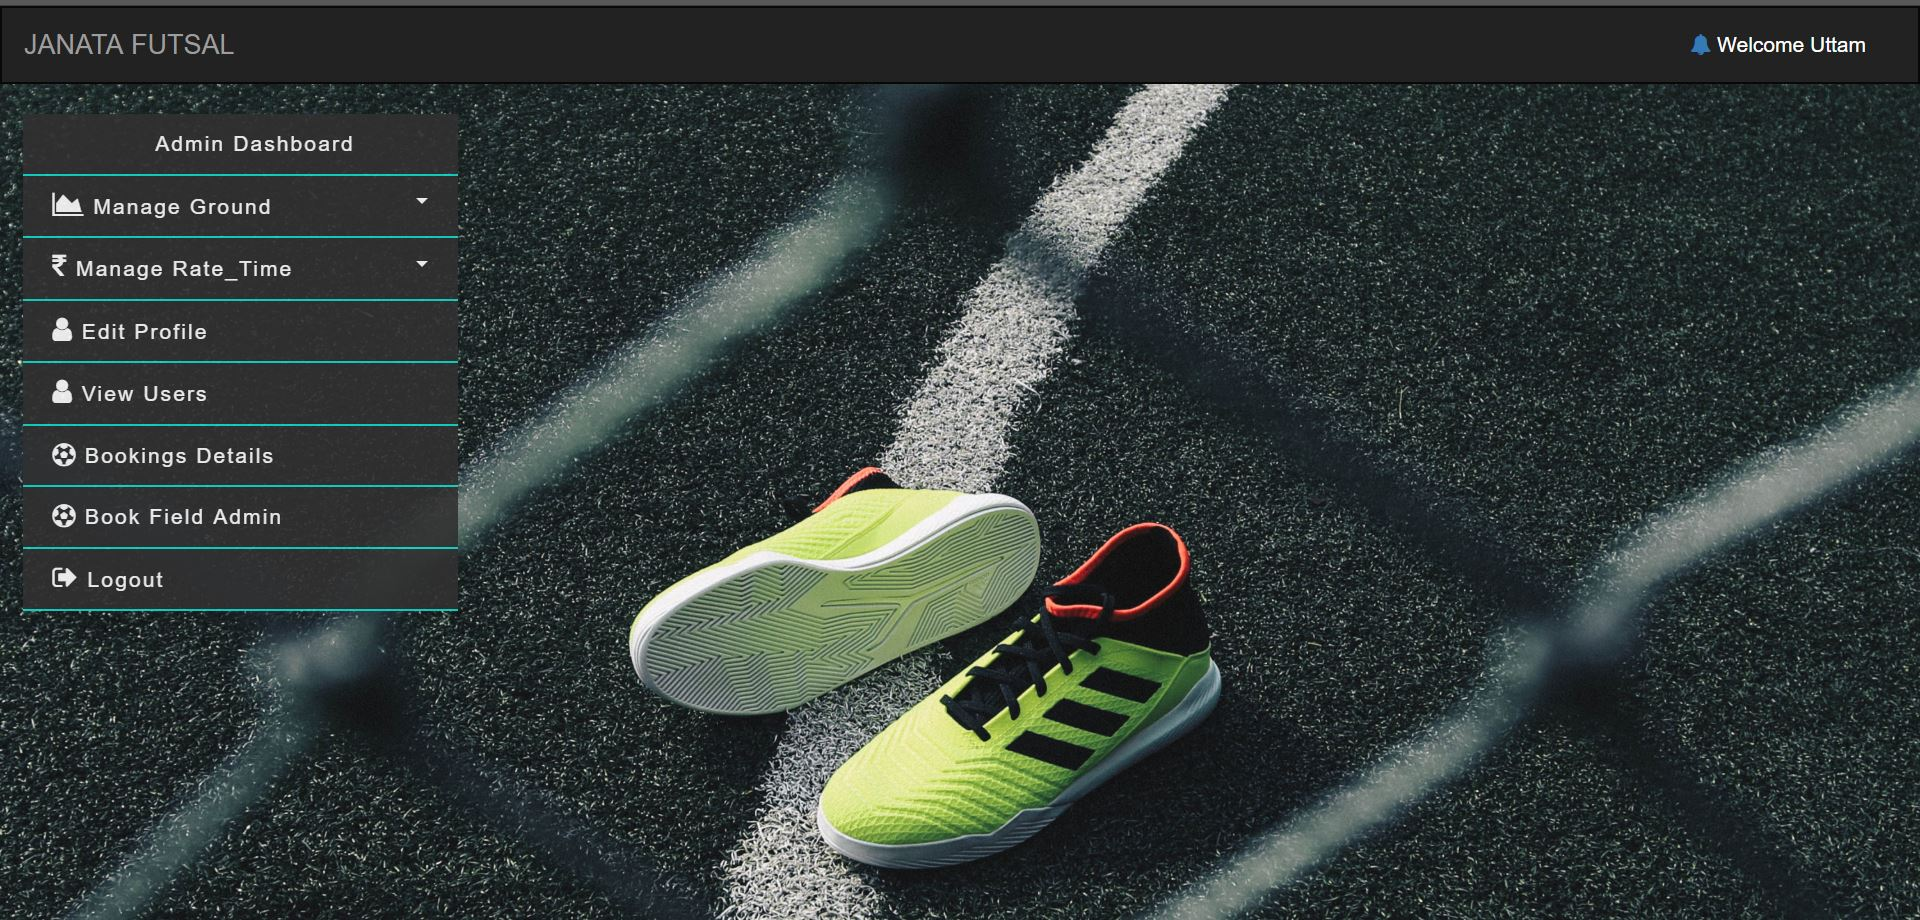 JANATA FUTSAL
Welcome Uttam
Admin Dashboard
Manage Ground
₹ Manage Rate_Time
Edit Profile
View Users
Bookings Details
Book Field Admin
Logout